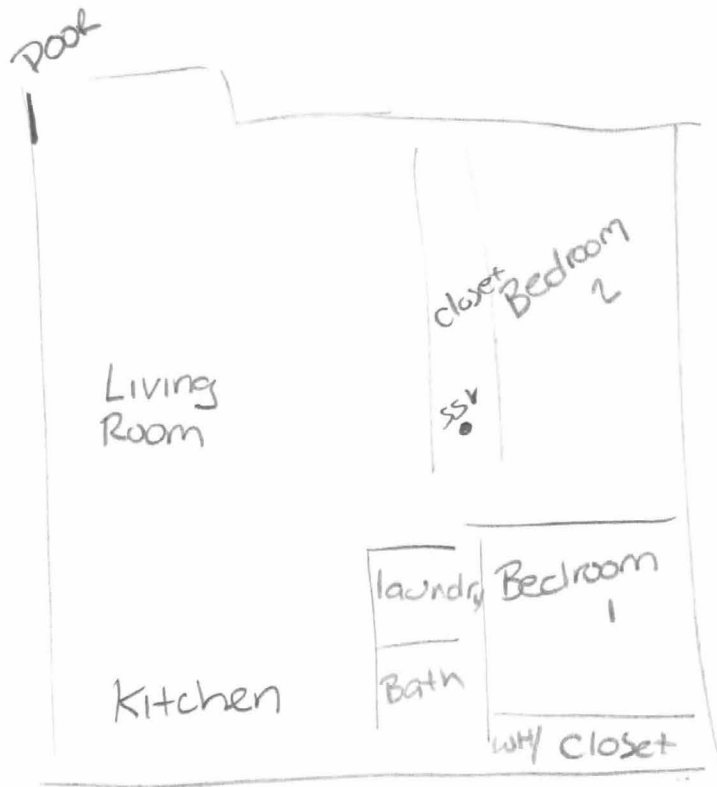 DOOR
closet
Bedroom
2
Living
Room
SSV
laundry
Bedroom
1
Bath
Kitchen
WH/ Closet